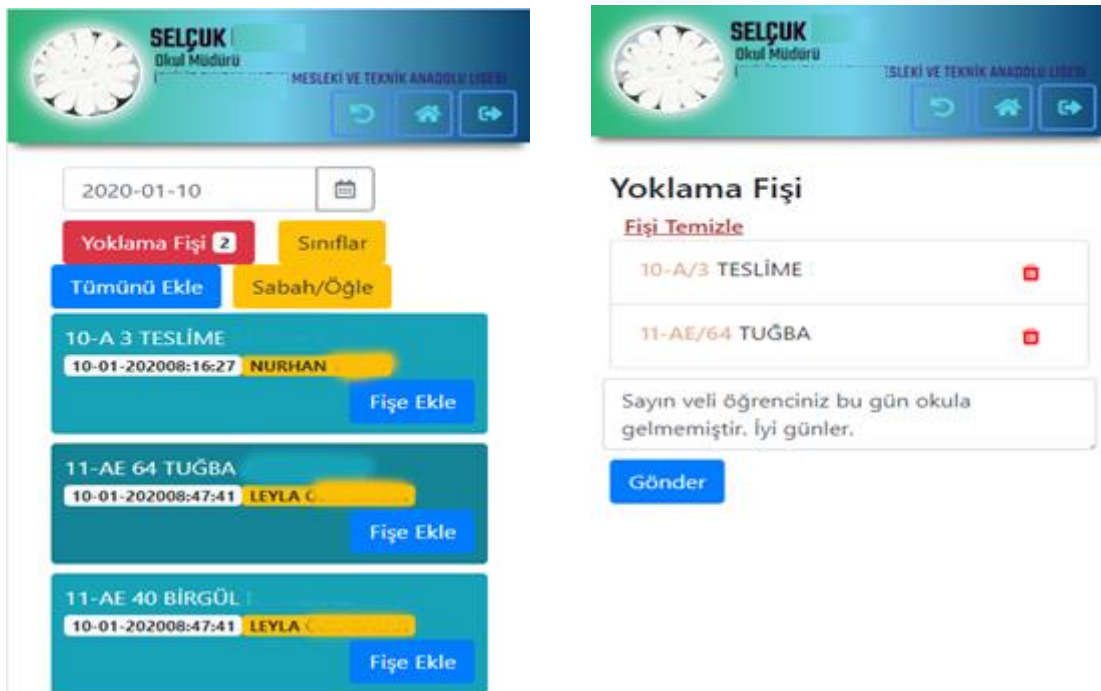 SELÇUK
Okul Müdürü
MESLEKİ VE TEKNİK ANADOLU LİSESİ
2020-01-10
Yoklama Fişi 2
Sınıflar
Tümünü Ekle
Sabah/Öğle
10-A 3 TESLİME
10-01-202008:16:27 NURHAN
Fişe Ekle
11-AE 64 TUĞBA
10-01-202008:47:41 LEYLA
Fişe Ekle
11-AE 40 BİRGÜL
10-01-202008:47:41 LEYLA
Fişe Ekle
SELÇUK
Okul Müdürü
SLEKİ VE TEKNİK ANADOLU LİSESİ
Yoklama Fişi
Fişi Temizle
10-A/3 TESLİME
11-AE/64 TUĞBA
Sayın veli öğrenciniz bu gün okula
gelmemiştir. İyi günler.
Gönder